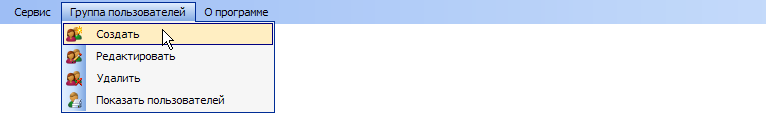 Сервис Группа пользователей О программе
Создать
Редактировать
Удалить
Показать пользователей